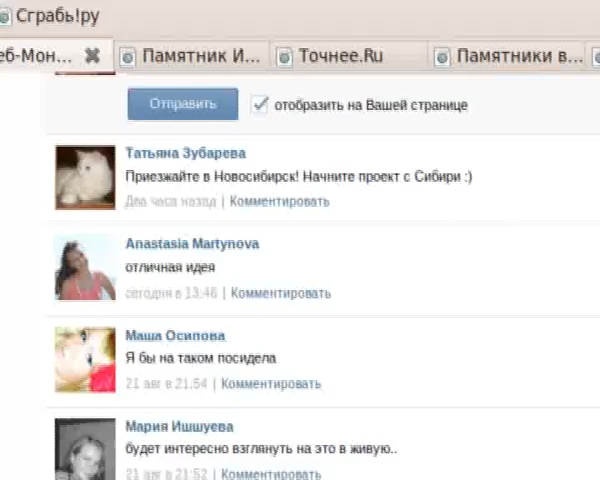 Сграбь!ру
еб-Мон... Памятник И... Точнее.Ru Памятники в...
Отправить отобразить на Вашей странице
Татьяна Зубарева
Приезжайте в Новосибирск! Начните проект с Сибири :)
Два часа назад | Комментировать
Anastasia Martynova
отличная идея
сегодня в 13:46 | Комментировать
Маша Осипова
Я бы на таком посидела
21 авг в 21:54 | Комментировать
Мария Ишшуева
будет интересно взглянуть на это в живую..
21 авг в 21:52 | Комментировать